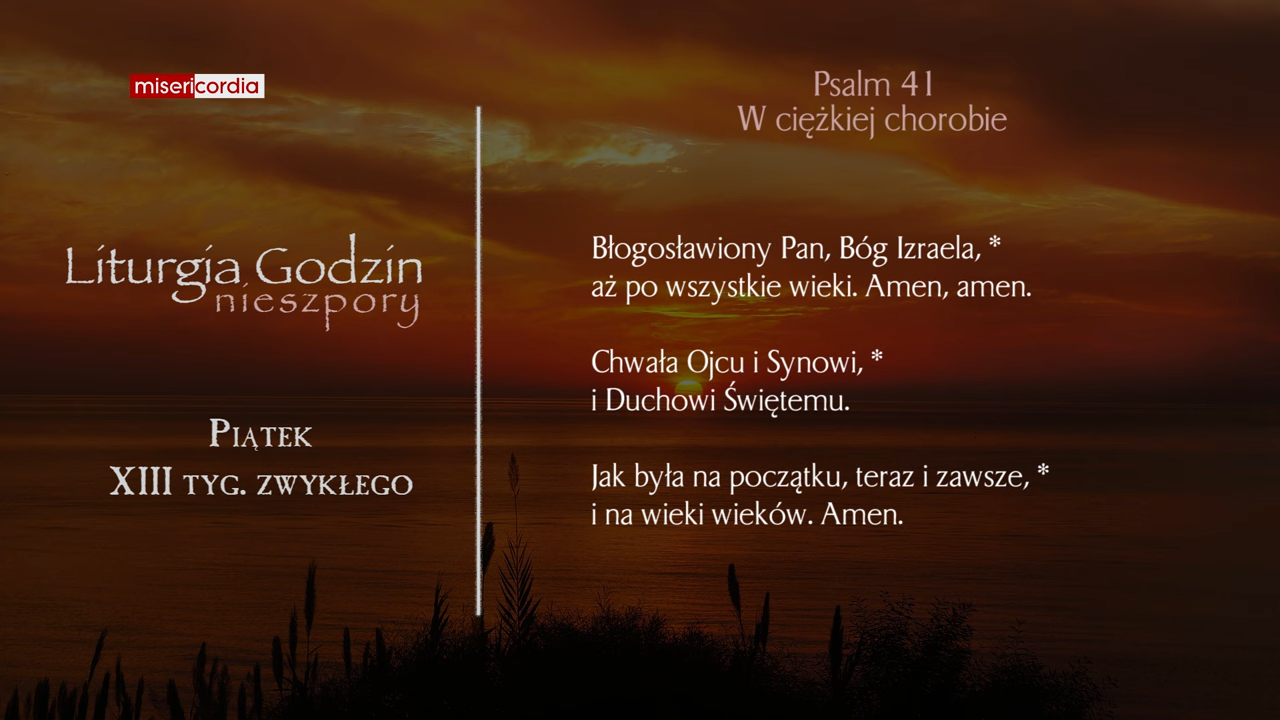 misericordia
Liturgia Godzin
nieszpory
Piątek
XIII tyg. zwykłego
Psalm 41
W ciężkiej chorobie
Błogosławiony Pan, Bóg Izraela, *
aż po wszystkie wieki. Amen, amen.
Chwała Ojcu i Synowi, *
i Duchowi Świętemu.
Jak była na początku, teraz i zawsze, *
i na wieki wieków. Amen.